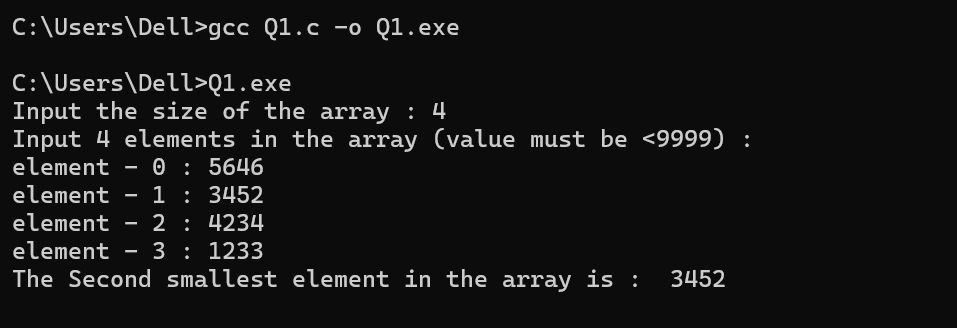 C:\Users\Dell>gcc Q1.c -o Q1.exe
C:\Users\Dell>Q1.exe
Input the size of the array : 4
Input 4 elements in the array (value must be <9999) :
element - 0 : 5646
element - 1 : 3452
element - 2 : 4234
element - 3 : 1233
The Second smallest element in the array is :  3452